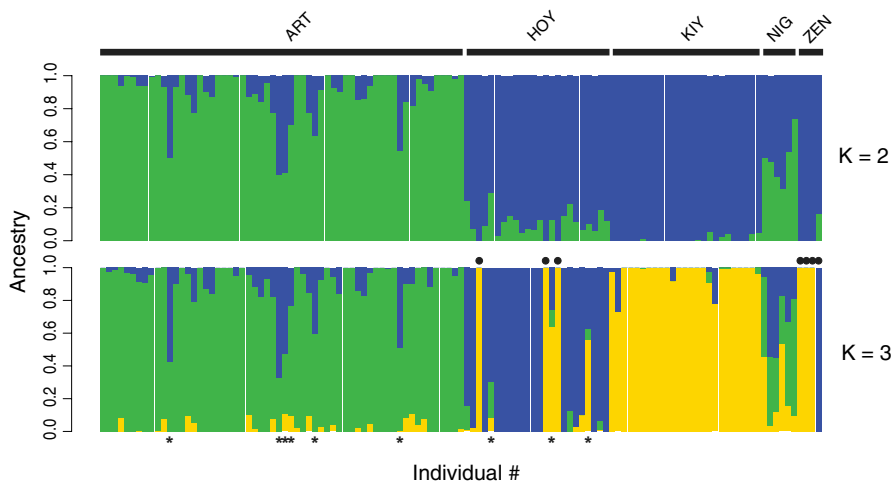 ART HOY KIY NIG ZEN
1.0
0.8
0.6
0.4
0.2
0.0
K = 2
Ancestry
1.0
0.8
0.6
0.4
0.2
0.0
K = 3
* *** * * * * *
Individual #